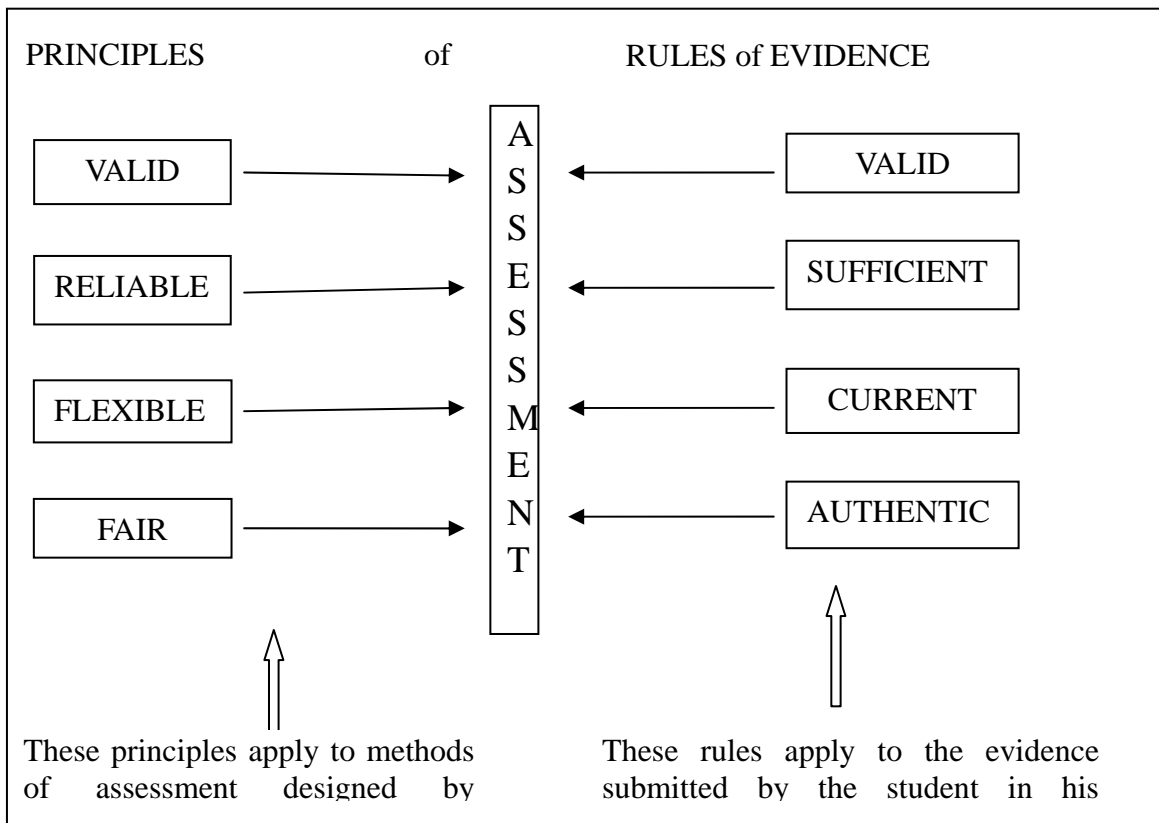 PRINCIPLES of RULES of EVIDENCE
VALID
RELIABLE
FLEXIBLE
FAIR
ASSESSMENT
VALID
SUFFICIENT
CURRENT
AUTHENTIC
These principles apply to methods
of assessment designed by
These rules apply to the evidence
submitted by the student in his